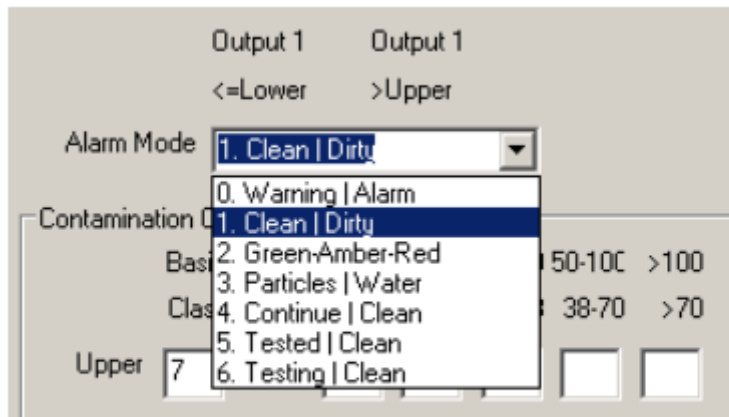 Output 1 Output 1
<=Lower >Upper
Alarm Mode 1. Clean | Dirty
0. Warning | Alarm
Contamination 1. Clean | Dirty
2. Green-Amber-Red
50-100 >100
3. Particles | Water
38-70 >70
4. Continue | Clean
5. Tested | Clean
Upper 7
6. Testing | Clean